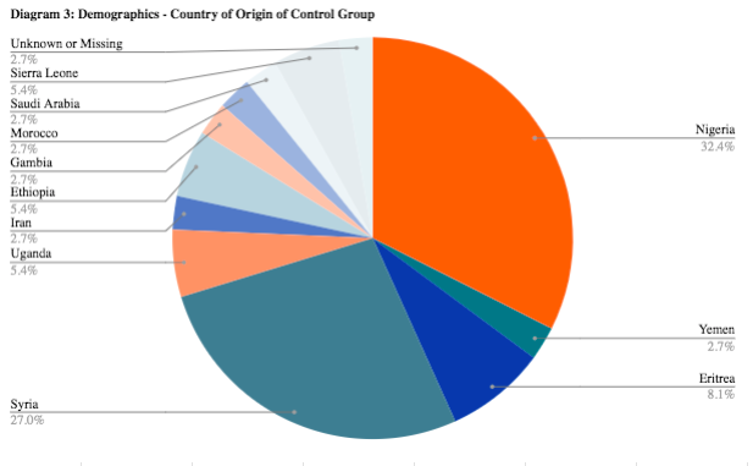 Diagram 3: Demographics - Country of Origin of Control Group
Unknown or Missing
2.7%
Sierra Leone
5.4%
Saudi Arabia
2.7%
Morocco
2.7%
Gambia
2.7%
Ethiopia
5.4%
Iran
2.7%
Uganda
5.4%
Syria
27.0%
Nigeria
32.4%
Yemen
2.7%
Eritrea
8.1%